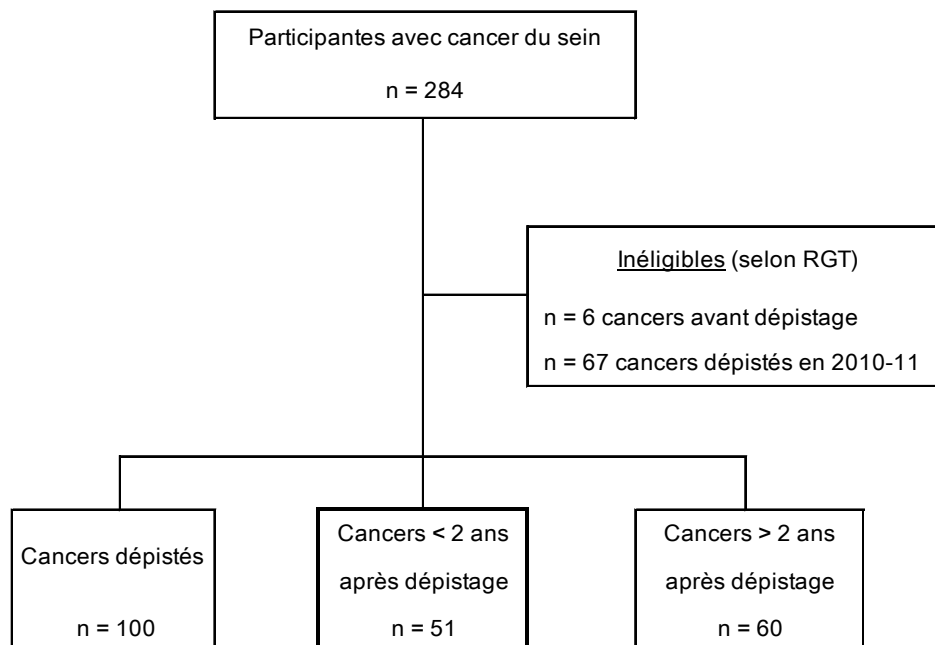 Participantes avec cancer du sein
n = 284
Inéligibles (selon RGT)
n = 6 cancers avant dépistage
n = 67 cancers dépistés en 2010-11
Cancers dépistés
n = 100
Cancers < 2 ans
après dépistage
n = 51
Cancers > 2 ans
après dépistage
n = 60